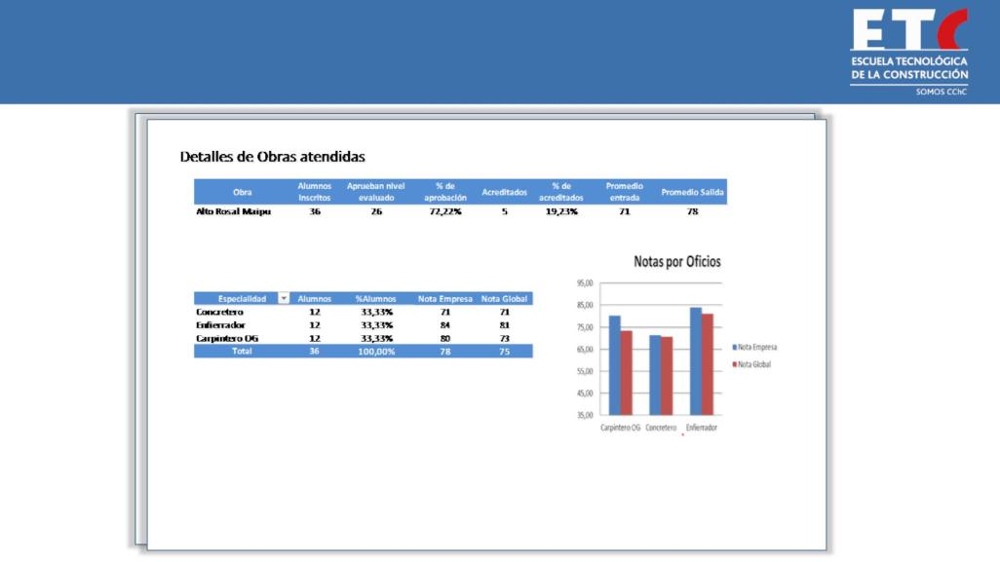 ETC
ESCUELA TECNOLÓGICA
DE LA CONSTRUCCIÓN
SOMOS CChC
Detalles de Obras atendidas
Obra Alumnos Inscritos Aprueban nivel evaluado % de aprobación Acreditados % de acreditados Promedio entrada Promedio Salida
Alto Rosal Maipu 36 26 72,22% 5 19,23% 71 78
Especialidad Alumnos %Alumnos Nota Empresa Nota Global
Concretero 12 33,33% 71 71
Enfierrador 12 33,33% 84 81
Carpintero OG 12 33,33% 80 73
Total 36 100,00% 78 75
Notas por Oficios
95,00
85,00
75,00
65,00
55,00
45,00
35,00
Carpintero OG Concretero Enfierrador
Nota Empresa
Nota Global